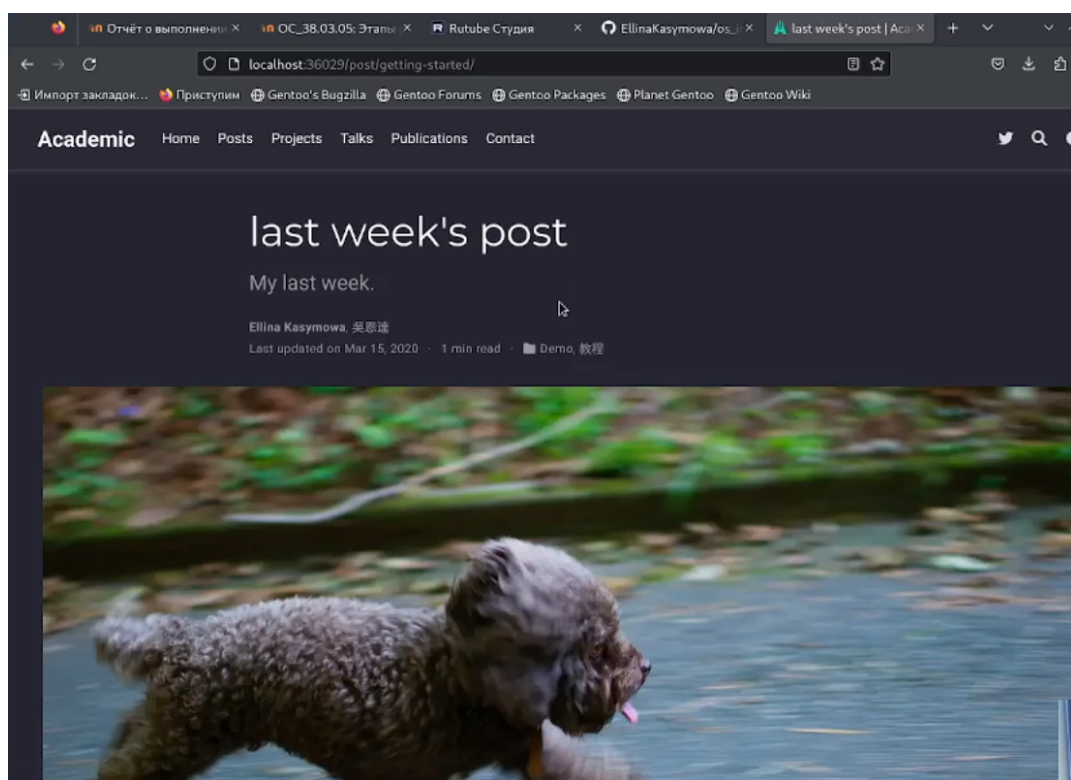 Отчёт о выполнени
ОС_38.03.05: Этапы
Rutube Студия
EllinaKasymowa/os_i
last week's post | Aca
localhost:36029/post/getting-started/
Импорт закладок...
Приступим
Gentoo's Bugzilla
Gentoo Forums
Gentoo Packages
Planet Gentoo
Gentoo Wiki
Academic
Home
Posts
Projects
Talks
Publications
Contact
last week's post
My last week.
Ellina Kasymowa, 吳恩達
Last updated on Mar 15, 2020 · 1 min read · Demo, 教程